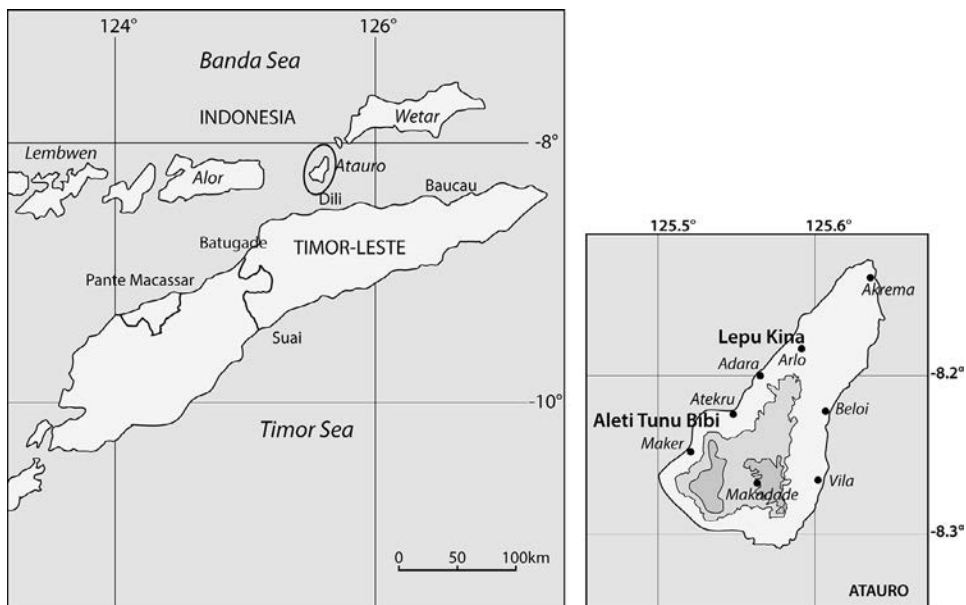 124°
126°
Banda Sea
INDONESIA
Wetar
-8°
Lembwen
Alor
Atauro
Dili
Baucau
Batugade
TIMOR-LESTE
Pante Macassar
Suai
-10°
Timor Sea
0 50 100km
125.5°
125.6°
Akrema
Lepu Kina
Arlo
Adara
-8.2°
Atekru
Beloi
Aleti Tunu Bibi
Maker
Vila
Makadade
-8.3°
ATAURO